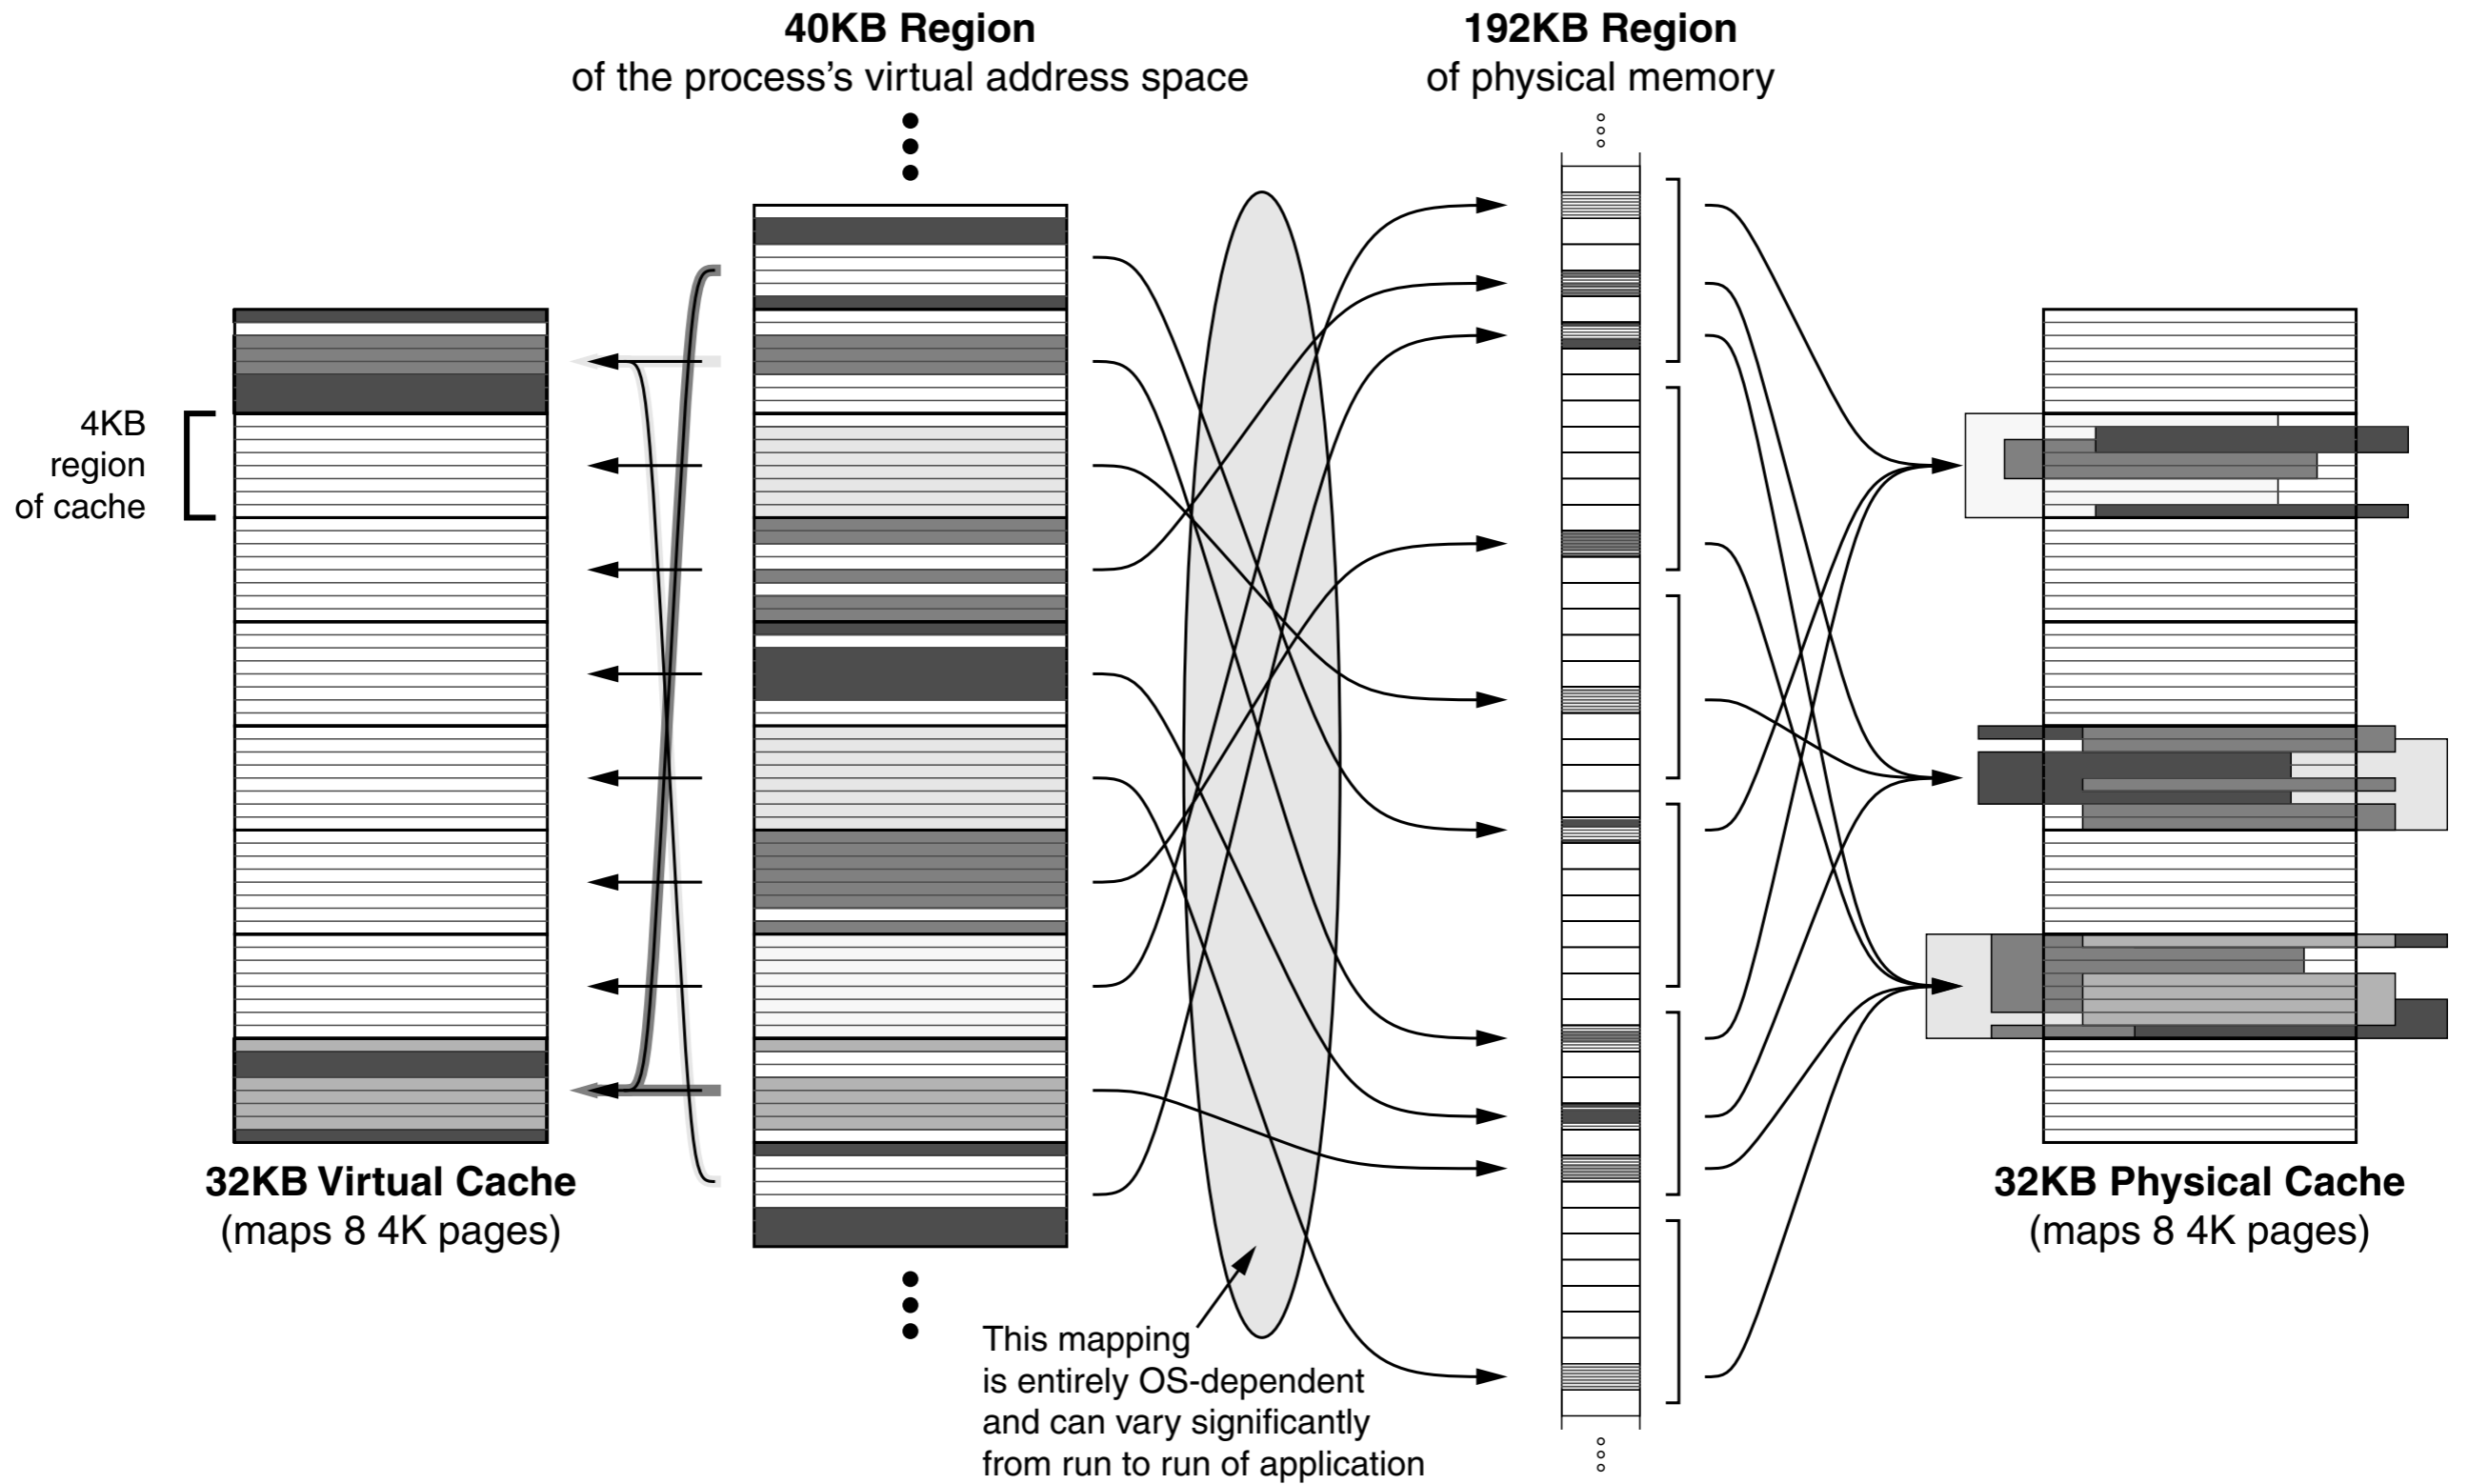 40KB Region
of the process’s virtual address space
192KB Region
of physical memory
4KB
region
of cache
32KB Virtual Cache
(maps 8 4K pages)
32KB Physical Cache
(maps 8 4K pages)
This mapping
is entirely OS-dependent
and can vary significantly
from run to run of application